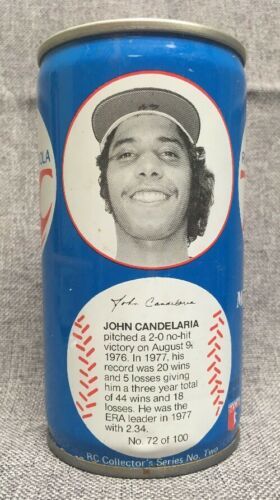 OLA
C
John Candelaria
JOHN CANDELARIA
pitched a 2-0 no-hit
victory on August 9,
1976. In 1977, his
record was 20 wins
and 5 losses giving
him a three year total
of 44 wins and 18
losses. He was the
ERA leader in 1977
with 2.34.
No. 72 of 100
RC Collector's Series No. Two